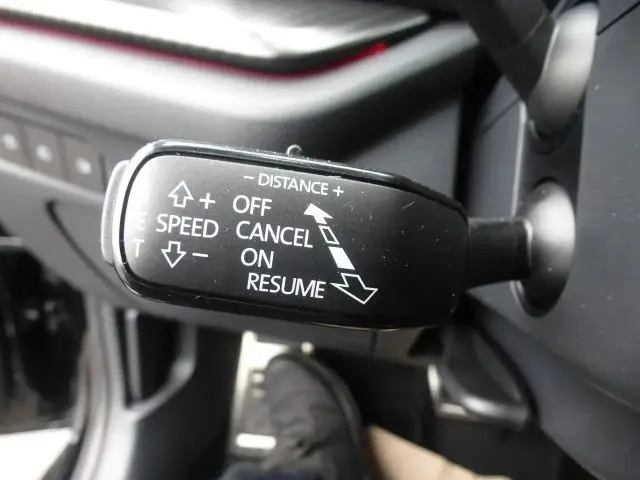 − DISTANCE +
+ OFF
SPEED CANCEL
− ON
RESUME